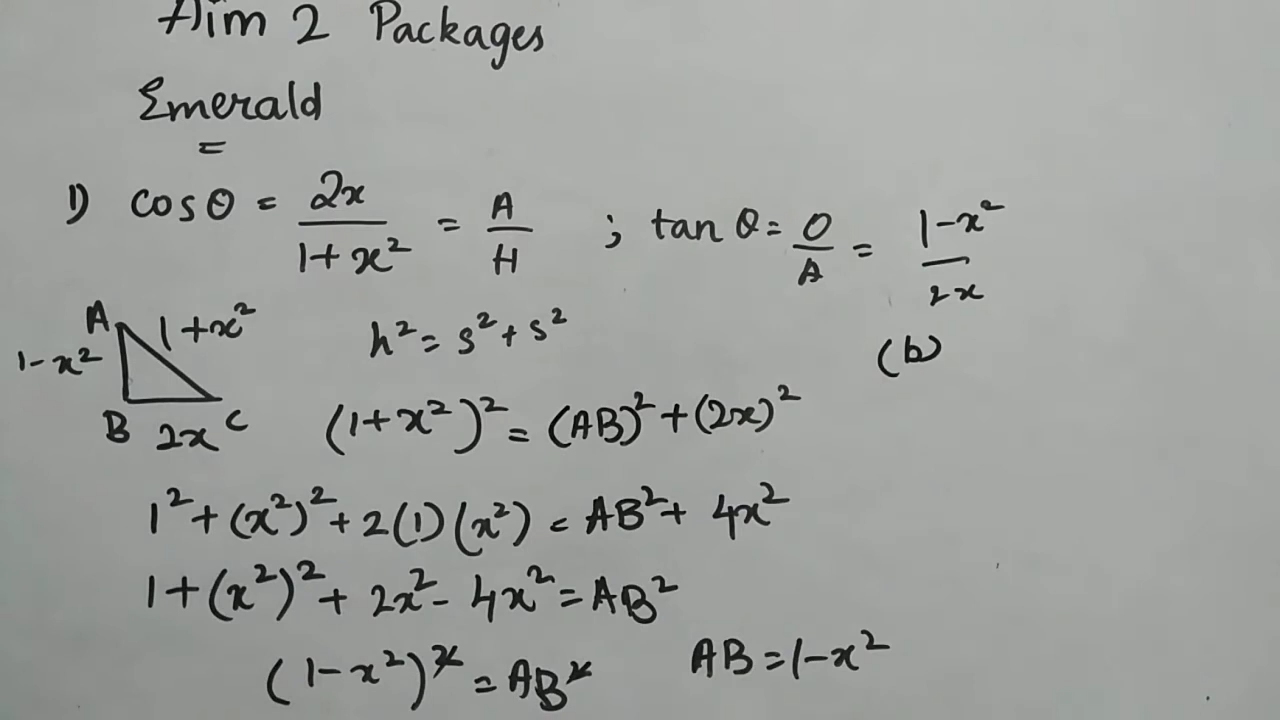 Aim 2 Packages
Emerald
=
1) cosθ = 2x/1+x² = A/H ; tan θ = O/A = 1-x²/2x
(b)
A 1+x²
1-x²
B 2x C
h² = s² + s²
(1+x²)² = (AB)² + (2x)²
1² + (x²)² + 2(1)(x²) = AB² + 4x²
1+(x²)² + 2x² - 4x² = AB²
(1-x²)² = AB² AB = 1-x²